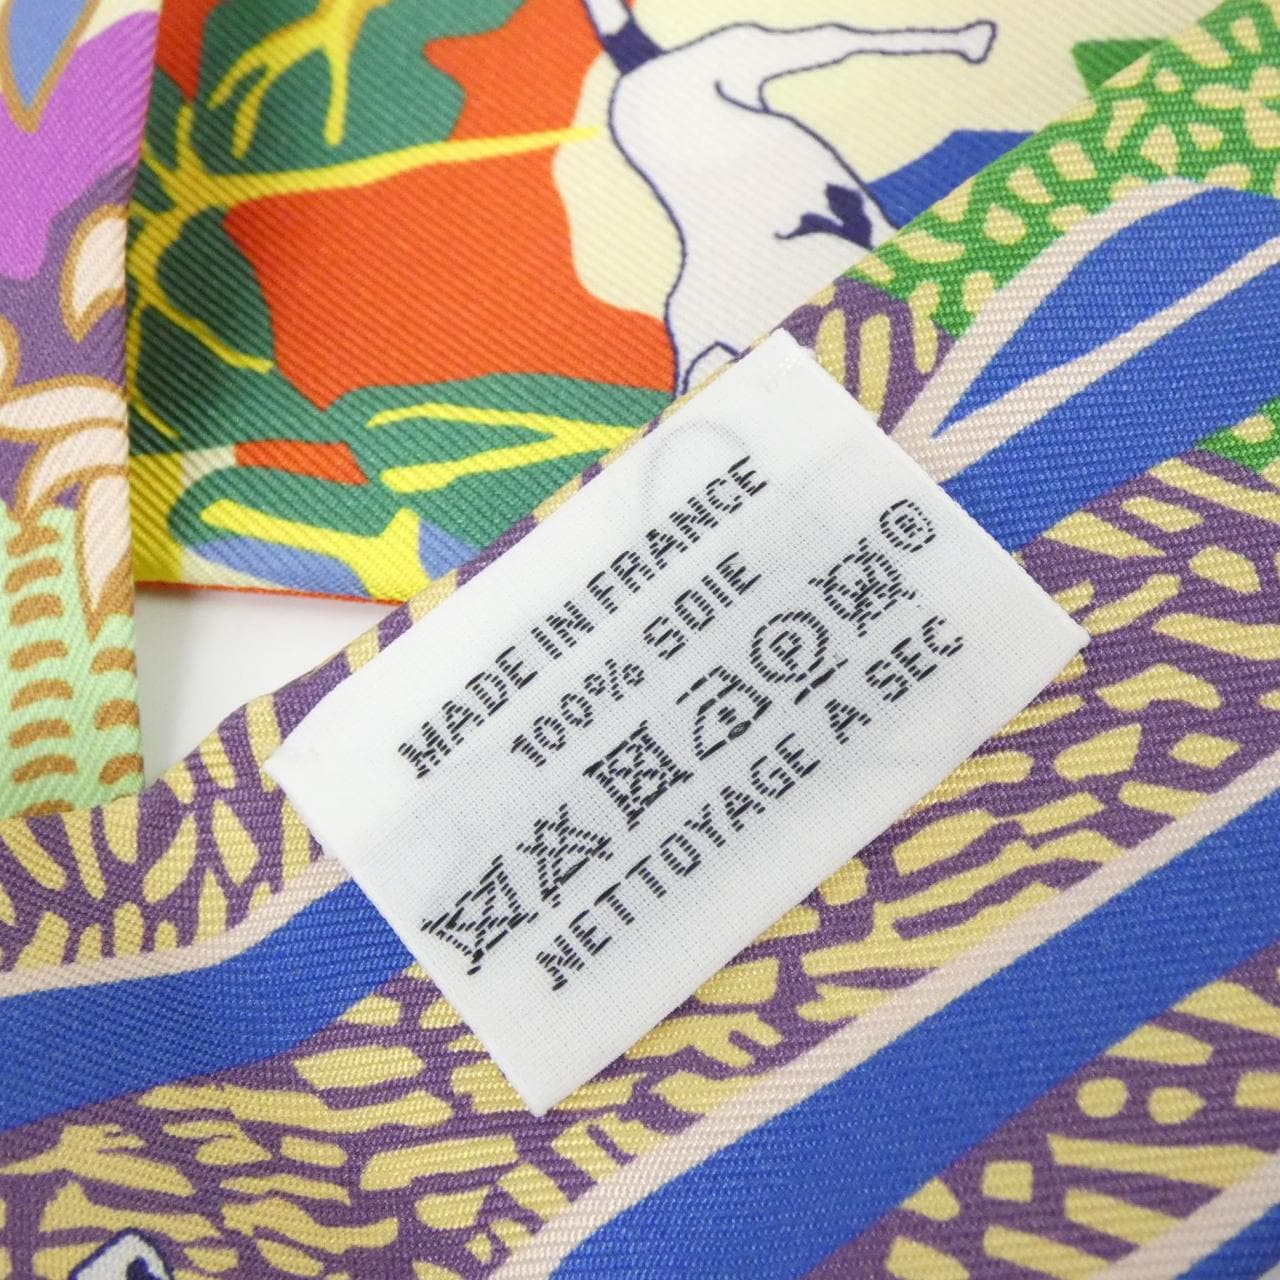 MADE IN FRANCE
100% SOIE
P ®
NETTOYAGE A SEC